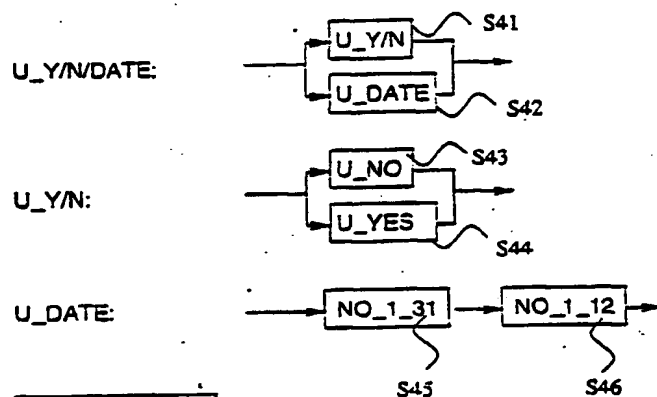 U_Y/N S41
U_Y/N/DATE:
U_DATE S42
U_NO S43
U_Y/N:
U_YES S44
U_DATE: NO_1_31 NO_1_12
S45 S46